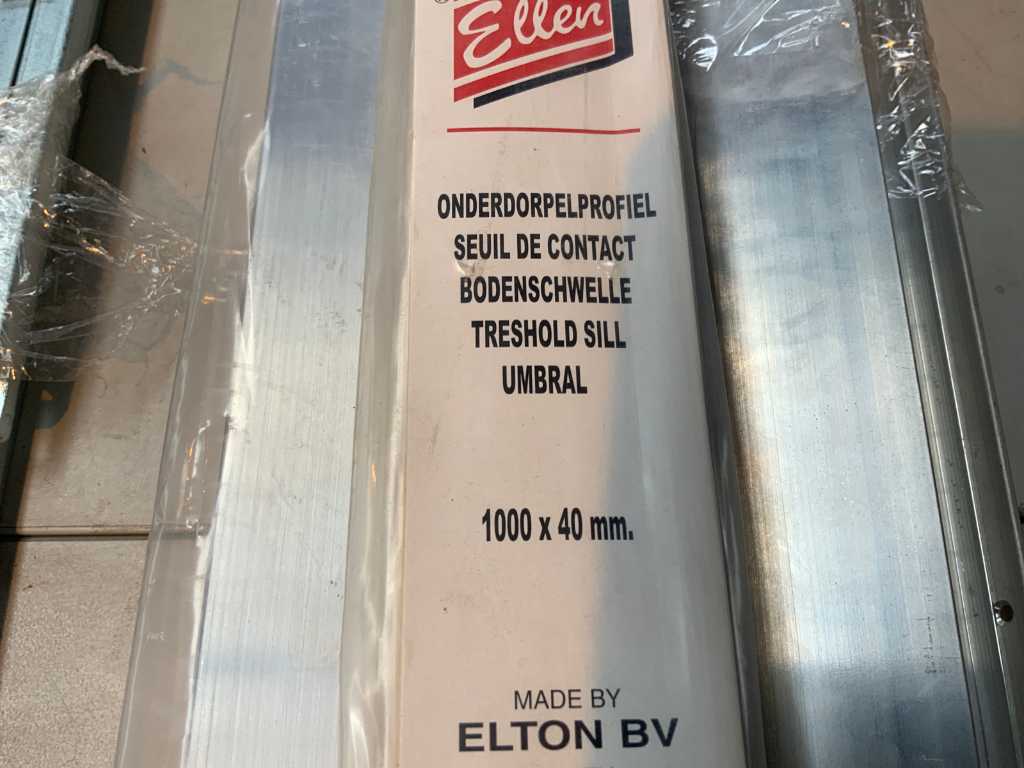 Ellen
ONDERDORPELPROFIEL
SEUIL DE CONTACT
BODENSCHWELLE
TRESHOLD SILL
UMBRAL
1000 x 40 mm.
MADE BY
ELTON BV